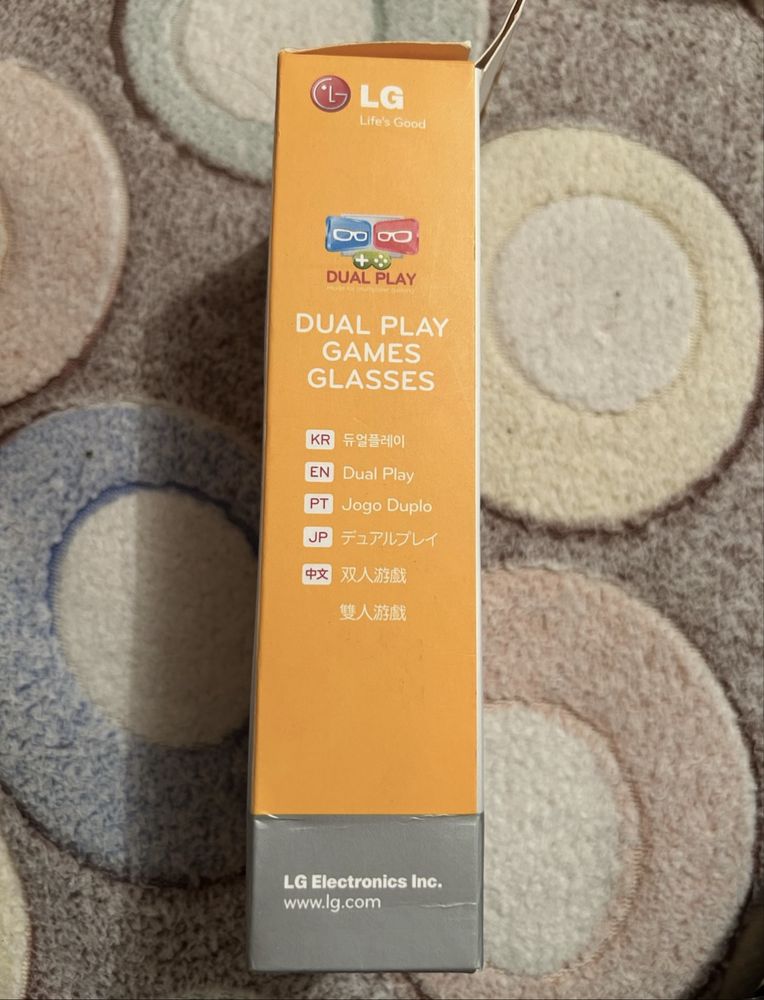 LG
Life's Good
DUAL PLAY
DUAL PLAY
GAMES
GLASSES
KR 듀얼플레이
EN Dual Play
PT Jogo Duplo
JP デュアルプレイ
中文 双人游戲
雙人游戲
LG Electronics Inc.
www.lg.com